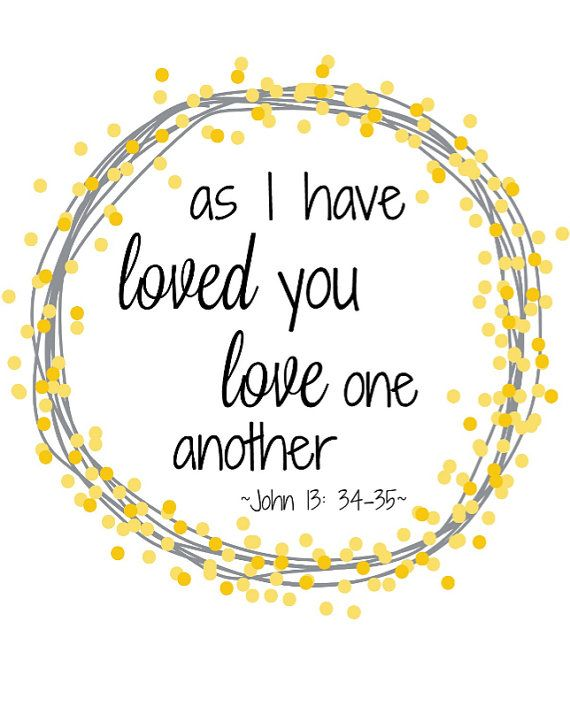 as I have
loved you
love one
another
~John 13: 34-35~